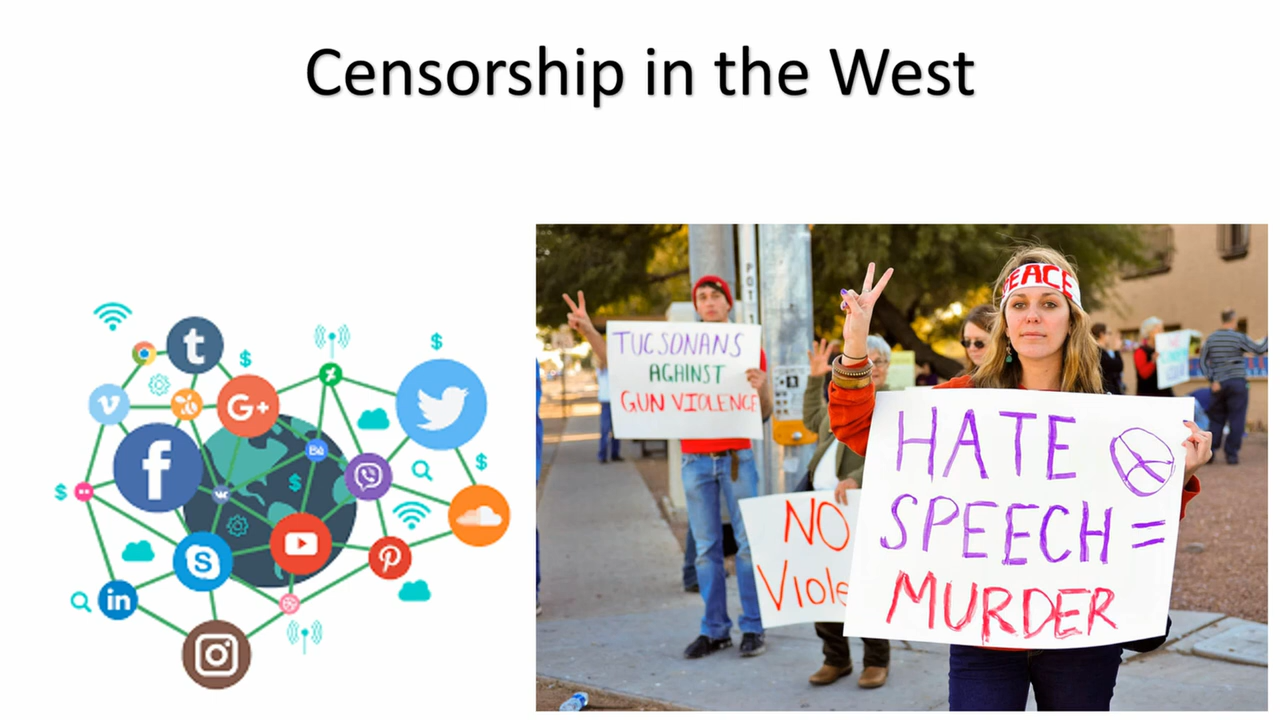 Censorship in the West
PEACE
TUCSONANS
AGAINST
GUN VIOLENCE
HATE
SPEECH =
MURDER
NO
Viole